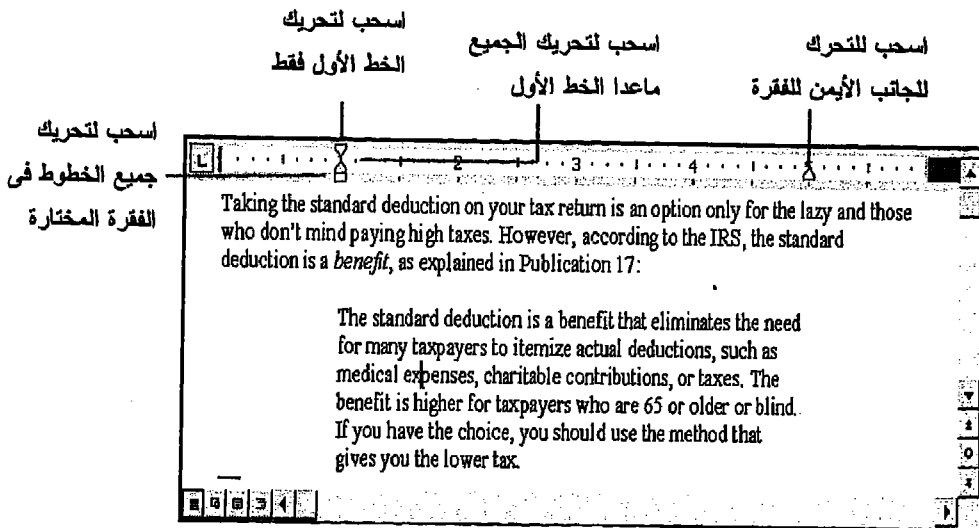 اسحب لتحريك
الخط الأول فقط
اسحب لتحريك الجميع
ماعدا الخط الأول
اسحب للتحرك
للجانب الأيمن للفقرة
اسحب لتحريك
جميع الخطوط فى
الفقرة المختارة
L 1 2 3 4
Taking the standard deduction on your tax return is an option only for the lazy and those
who don't mind paying high taxes. However, according to the IRS, the standard
deduction is a benefit, as explained in Publication 17:
The standard deduction is a benefit that eliminates the need
for many taxpayers to itemize actual deductions, such as
medical expenses, charitable contributions, or taxes. The
benefit is higher for taxpayers who are 65 or older or blind.
If you have the choice, you should use the method that
gives you the lower tax.